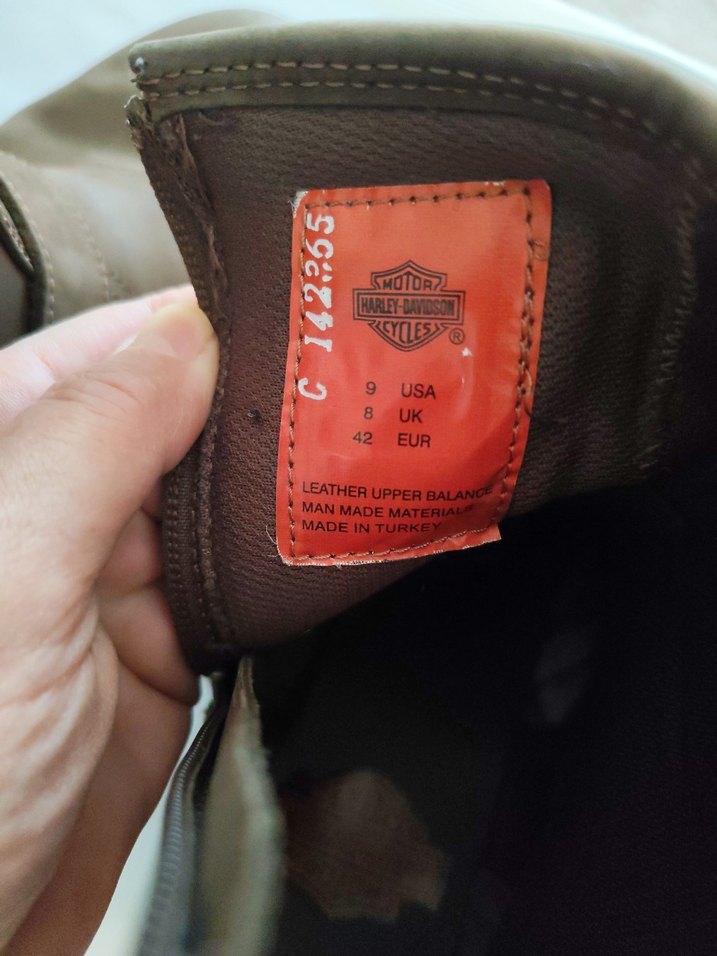 MOTOR
HARLEY-DAVIDSON
CYCLES
®
9 USA
8 UK
42 EUR
LEATHER UPPER BALANCE
MAN MADE MATERIALS
MADE IN TURKEY